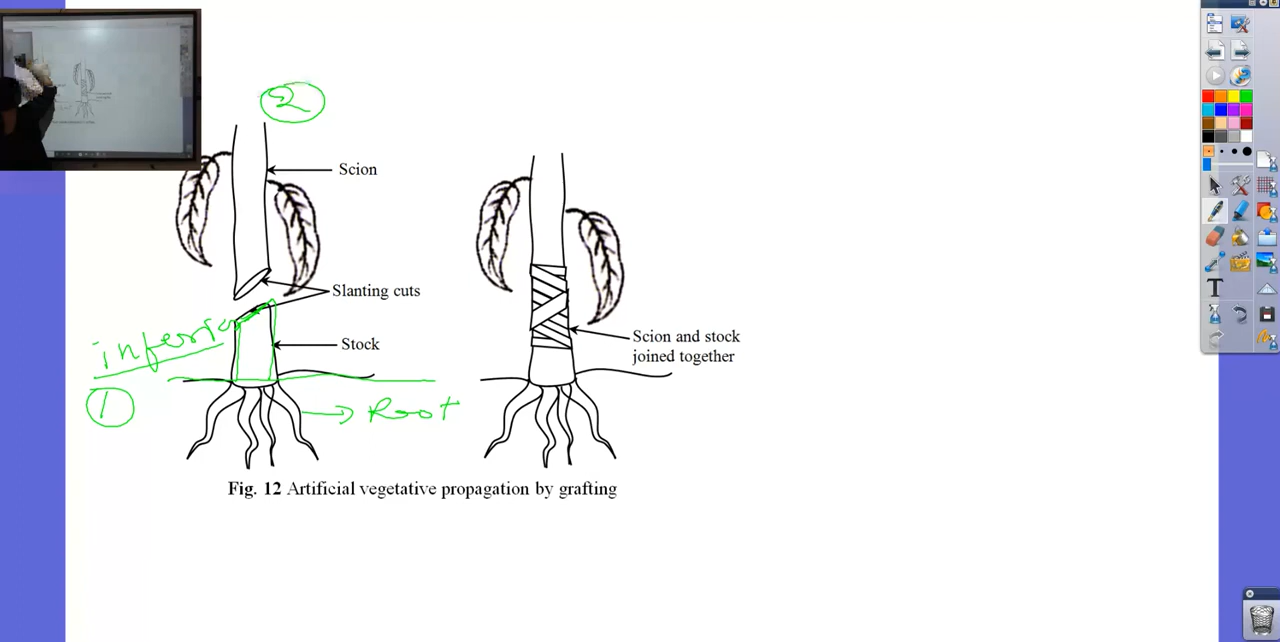 2
Scion
Slanting cuts
inferio
Stock
1
Root
Scion and stock
joined together
Fig. 12 Artificial vegetative propagation by grafting
T